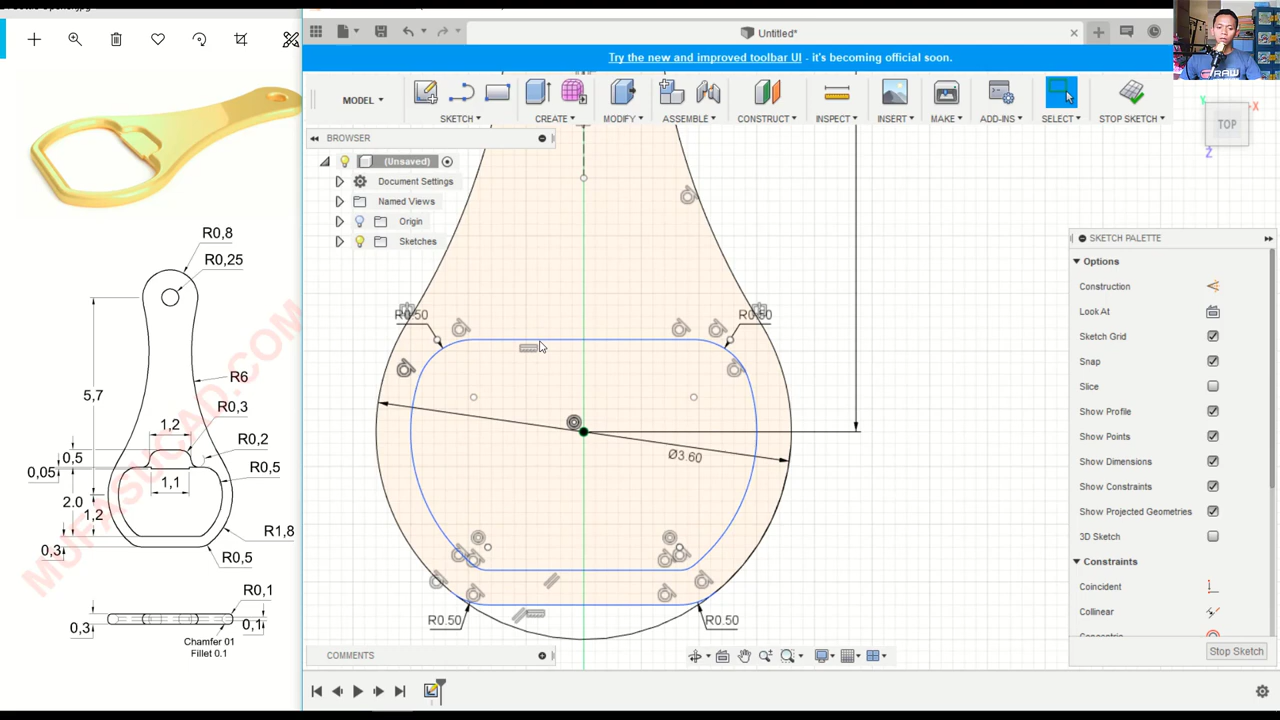 Untitled*
Try the new and improved toolbar UI - it's becoming official soon.
MODEL
SKETCH
CREATE
MODIFY
ASSEMBLE
CONSTRUCT
INSPECT
INSERT
MAKE
ADD-INS
SELECT
STOP SKETCH
BROWSER
(Unsaved)
Document Settings
Named Views
Origin
Sketches
TOP
X
Z
R0.50
R0.50
Ø3.60
R0.50
R0.50
SKETCH PALETTE
Options
Construction
Look At
Sketch Grid
Snap
Slice
Show Profile
Show Points
Show Dimensions
Show Constraints
Show Projected Geometries
3D Sketch
Constraints
Coincident
Collinear
Stop Sketch
COMMENTS
R0,8
R0,25
R6
5,7
R0,3
1,2
R0,2
0,5
0,05
R0,5
1,1
2.0
1,2
R1,8
0,3
R0,5
R0,1
0,3
0,1
Chamfer 01
Fillet 0.1
MUFASUCAD.COM